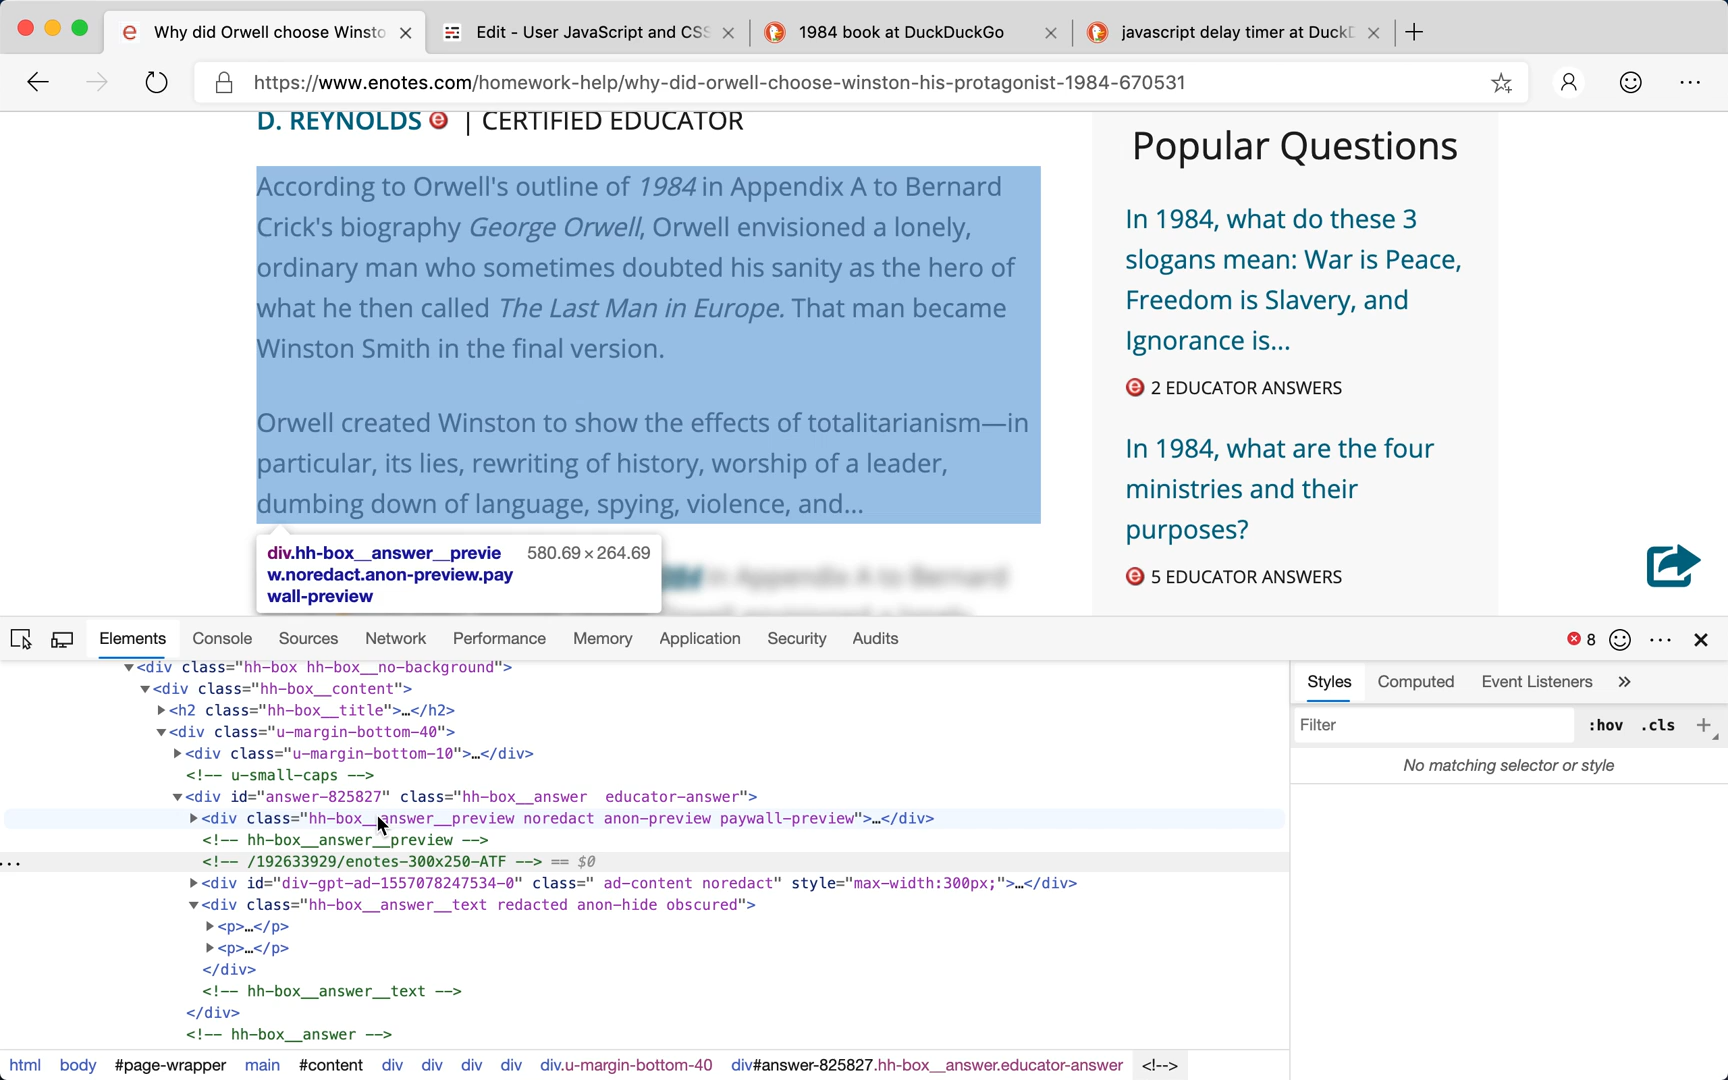 Why did Orwell choose Winsto
Edit - User JavaScript and CSS
1984 book at DuckDuckGo
javascript delay timer at DuckD
https://www.enotes.com/homework-help/why-did-orwell-choose-winston-his-protagonist-1984-670531
D. REYNOLDS e | CERTIFIED EDUCATOR
According to Orwell's outline of 1984 in Appendix A to Bernard
Crick's biography George Orwell, Orwell envisioned a lonely,
ordinary man who sometimes doubted his sanity as the hero of
what he then called The Last Man in Europe. That man became
Winston Smith in the final version.
Orwell created Winston to show the effects of totalitarianism—in
particular, its lies, rewriting of history, worship of a leader,
dumbing down of language, spying, violence, and...
div.hh-box__answer__previe
w.noredact.anon-preview.pay
wall-preview
580.69 × 264.69
1984 in Appendix A to Bernard
Popular Questions
In 1984, what do these 3
slogans mean: War is Peace,
Freedom is Slavery, and
Ignorance is...
e 2 EDUCATOR ANSWERS
In 1984, what are the four
ministries and their
purposes?
e 5 EDUCATOR ANSWERS
Elements Console Sources Network Performance Memory Application Security Audits 8
▼<div class="hh-box hh-box__no-background">
▼<div class="hh-box__content">
▶<h2 class="hh-box__title">…</h2>
▼<div class="u-margin-bottom-40">
▶<div class="u-margin-bottom-10">…</div>
<!-- u-small-caps -->
▼<div id="answer-825827" class="hh-box__answer  educator-answer">
▶<div class="hh-box__answer__preview noredact anon-preview paywall-preview">…</div>
<!-- hh-box__answer__preview -->
... <!-- /192633929/enotes-300x250-ATF --> == $0
▶<div id="div-gpt-ad-1557078247534-0" class=" ad-content noredact" style="max-width:300px;">…</div>
▼<div class="hh-box__answer__text redacted anon-hide obscured">
▶<p>…</p>
▶<p>…</p>
</div>
<!-- hh-box__answer__text -->
</div>
<!-- hh-box__answer -->
html body #page-wrapper main #content div div div div div.u-margin-bottom-40 div#answer-825827.hh-box__answer.educator-answer <!-->
Styles Computed Event Listeners »
Filter :hov .cls +
No matching selector or style